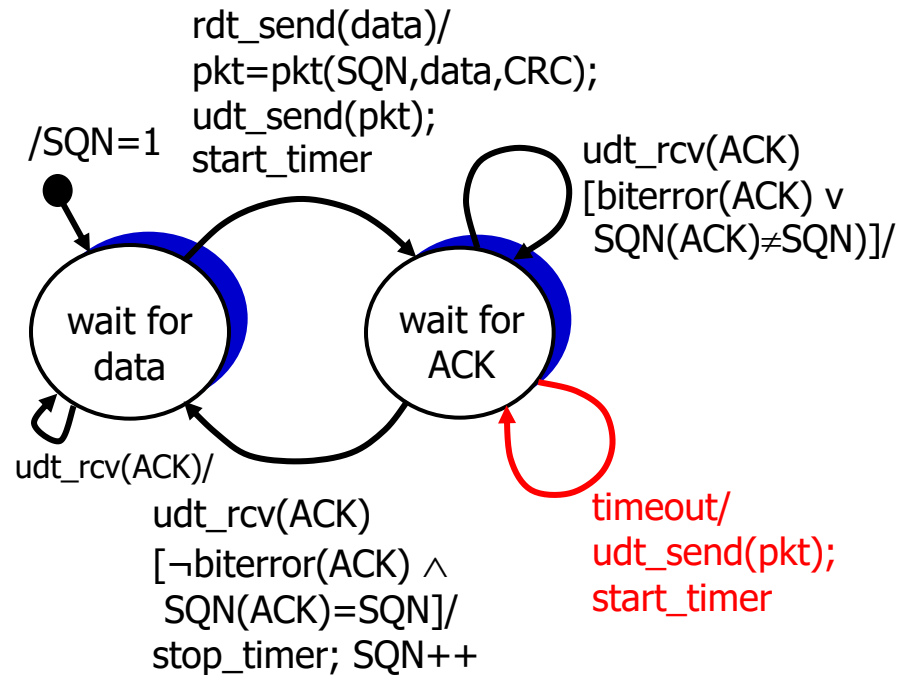 rdt_send(data)/
pkt=pkt(SQN,data,CRC);
udt_send(pkt);
start_timer
/SQN=1
udt_rcv(ACK)
[biterror(ACK) v
SQN(ACK)≠SQN)]/
wait for
data
wait for
ACK
udt_rcv(ACK)/
udt_rcv(ACK)
[¬biterror(ACK) ∧
SQN(ACK)=SQN]/
stop_timer; SQN++
timeout/
udt_send(pkt);
start_timer